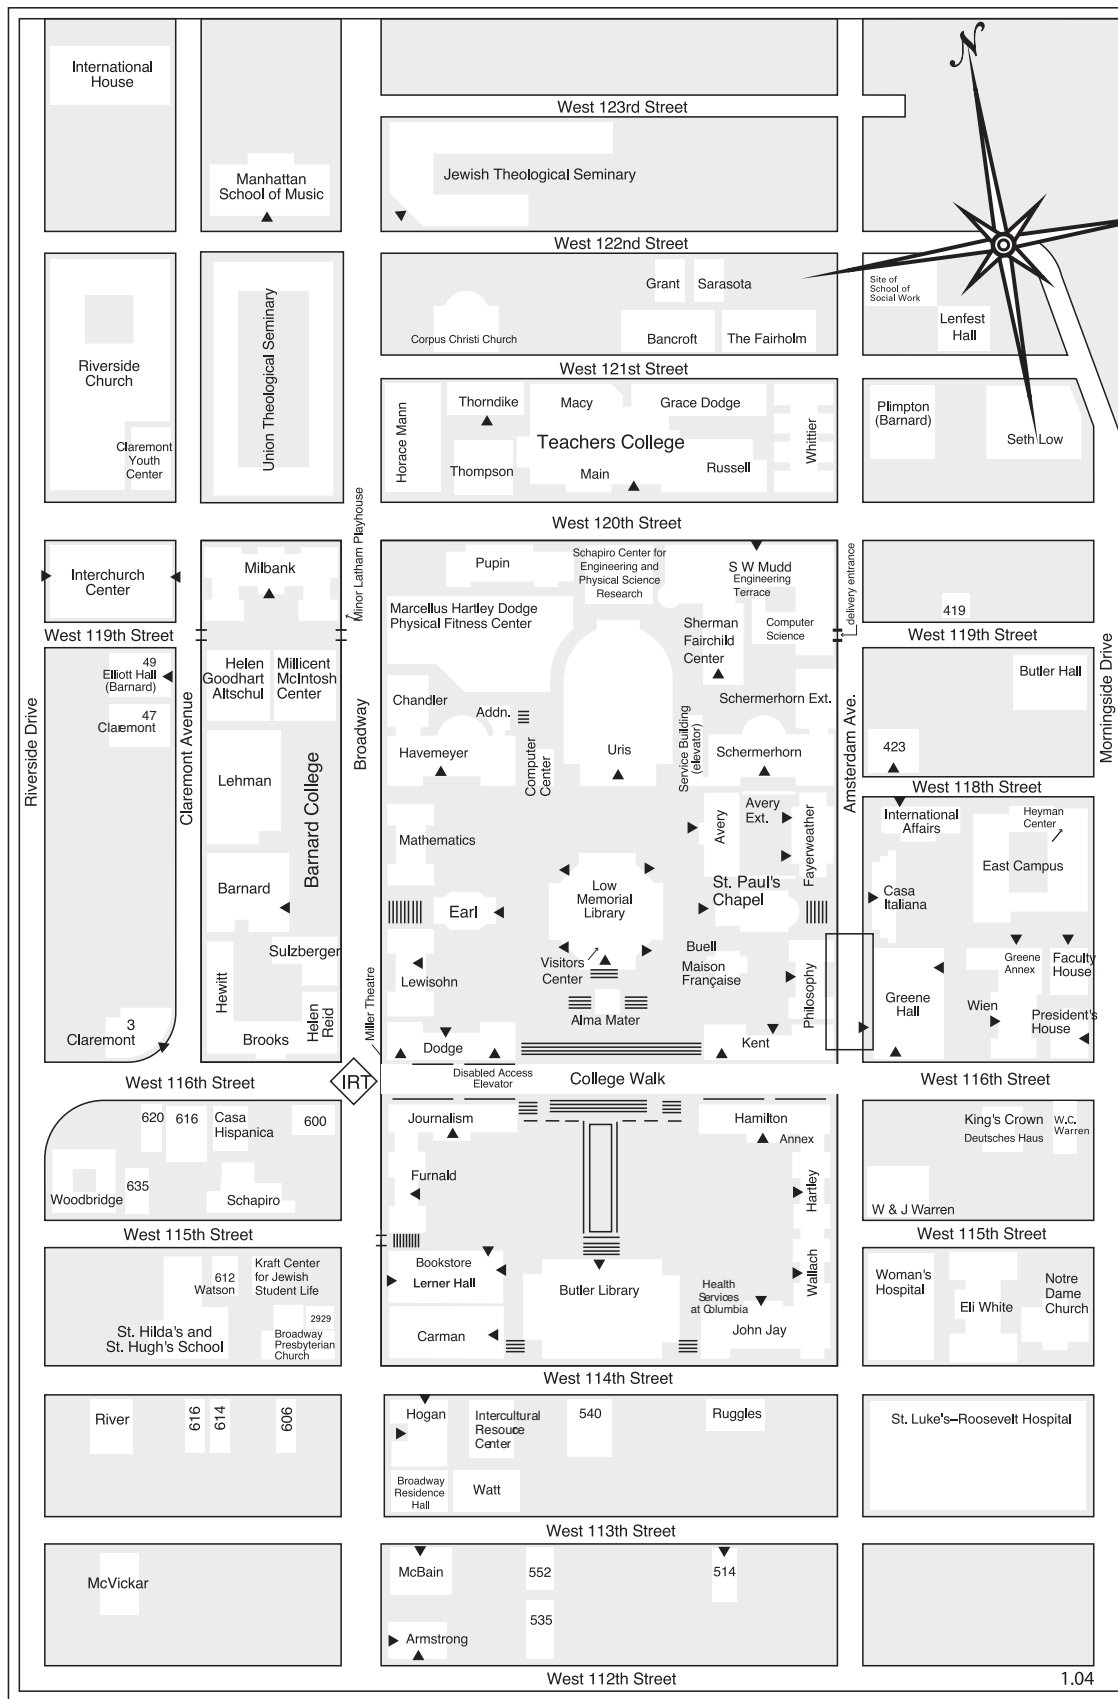 N
International
House
West 123rd Street
Manhattan
School of Music
Jewish Theological Seminary
West 122nd Street
Riverside
Church
Claremont
Youth
Center
Union Theological Seminary
Corpus Christi Church
Grant
Sarasota
Bancroft
The Fairholm
Site of
School of
Social Work
Lenfest
Hall
West 121st Street
Horace Mann
Thorndike
Thompson
Macy
Grace Dodge
Teachers College
Main
Russell
Whittier
Plimpton
(Barnard)
Seth Low
Minor Latham Playhouse
West 120th Street
Interchurch
Center
Milbank
Pupin
Schapiro Center for
Engineering and
Physical Science
Research
S W Mudd
Engineering
Terrace
delivery entrance
Marcellus Hartley Dodge
Physical Fitness Center
Sherman
Fairchild
Center
Computer
Science
419
West 119th Street
West 119th Street
Riverside Drive
Claremont Avenue
Broadway
Amsterdam Ave.
Morningside Drive
49
Elliott Hall
(Barnard)
47
Claremont
Helen
Goodhart
Altschul
Millicent
McIntosh
Center
Lehman
Barnard College
Barnard
Sulzberger
Hewitt
Helen
Reid
Brooks
3
Claremont
Chandler
Addn.
Havemeyer
Computer
Center
Uris
Service Building
(elevator)
Schermerhorn Ext.
Schermerhorn
Butler Hall
423
West 118th Street
Mathematics
Avery
Avery
Ext.
Fayerweather
International
Affairs
Heyman
Center
East Campus
Casa
Italiana
Earl
Low
Memorial
Library
St. Paul's
Chapel
Visitors
Center
Buell
Maison
Française
Lewisohn
Alma Mater
Philosophy
Greene
Hall
Greene
Annex
Faculty
House
Wien
President's
House
Miller Theatre
Dodge
Kent
Disabled Access
Elevator
West 116th Street
IRT
College Walk
West 116th Street
620
616
Casa
Hispanica
600
635
Woodbridge
Schapiro
Journalism
Furnald
Hamilton
Annex
Hartley
King's Crown
Deutsches Haus
W.C.
Warren
W & J Warren
West 115th Street
West 115th Street
612
Watson
Kraft Center
for Jewish
Student Life
2929
St. Hilda's and
St. Hugh's School
Broadway
Presbyterian
Church
Bookstore
Lerner Hall
Carman
Butler Library
Health
Services
at Columbia
John Jay
Wallach
Woman's
Hospital
Eli White
Notre
Dame
Church
West 114th Street
River
616
614
606
Hogan
Intercultural
Resource
Center
540
Ruggles
St. Luke's–Roosevelt Hospital
Broadway
Residence
Hall
Watt
West 113th Street
McVickar
McBain
552
514
535
Armstrong
West 112th Street
1.04